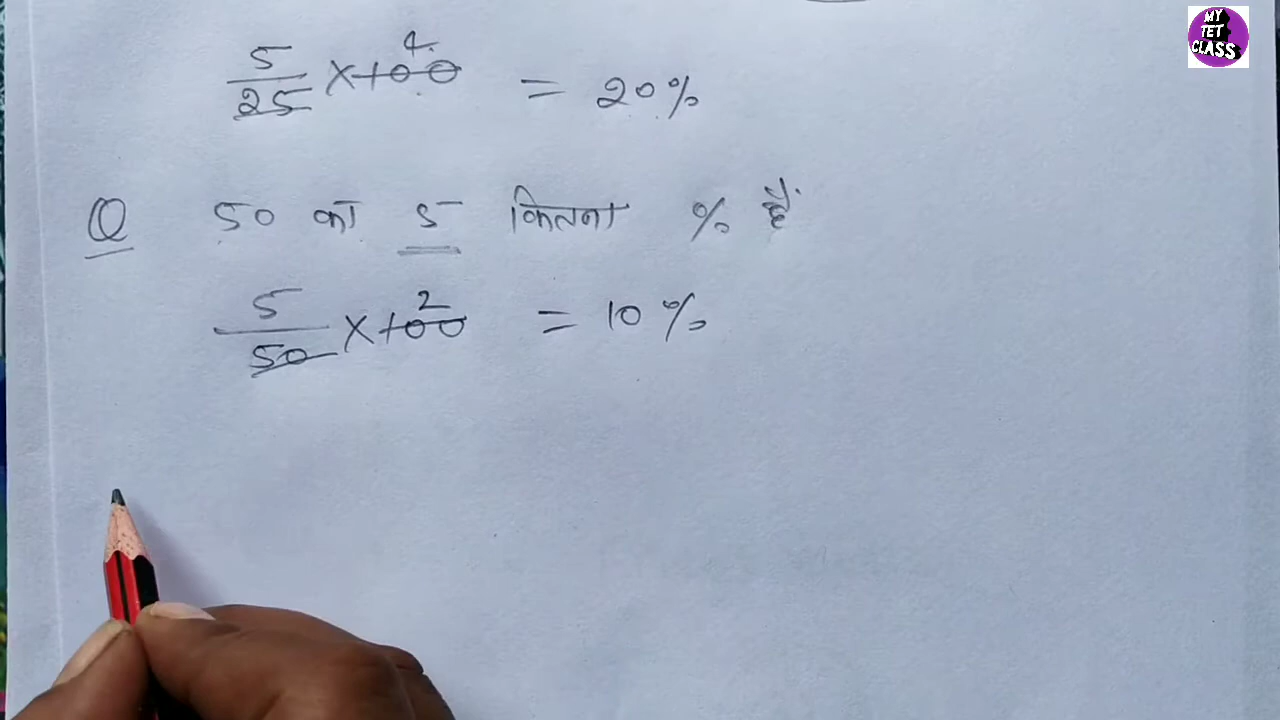 MY
TET
CLASS
5/25 × 100 4 = 20%
Q 50 का 5 कितना % है
5/50 × 100 2 = 10%